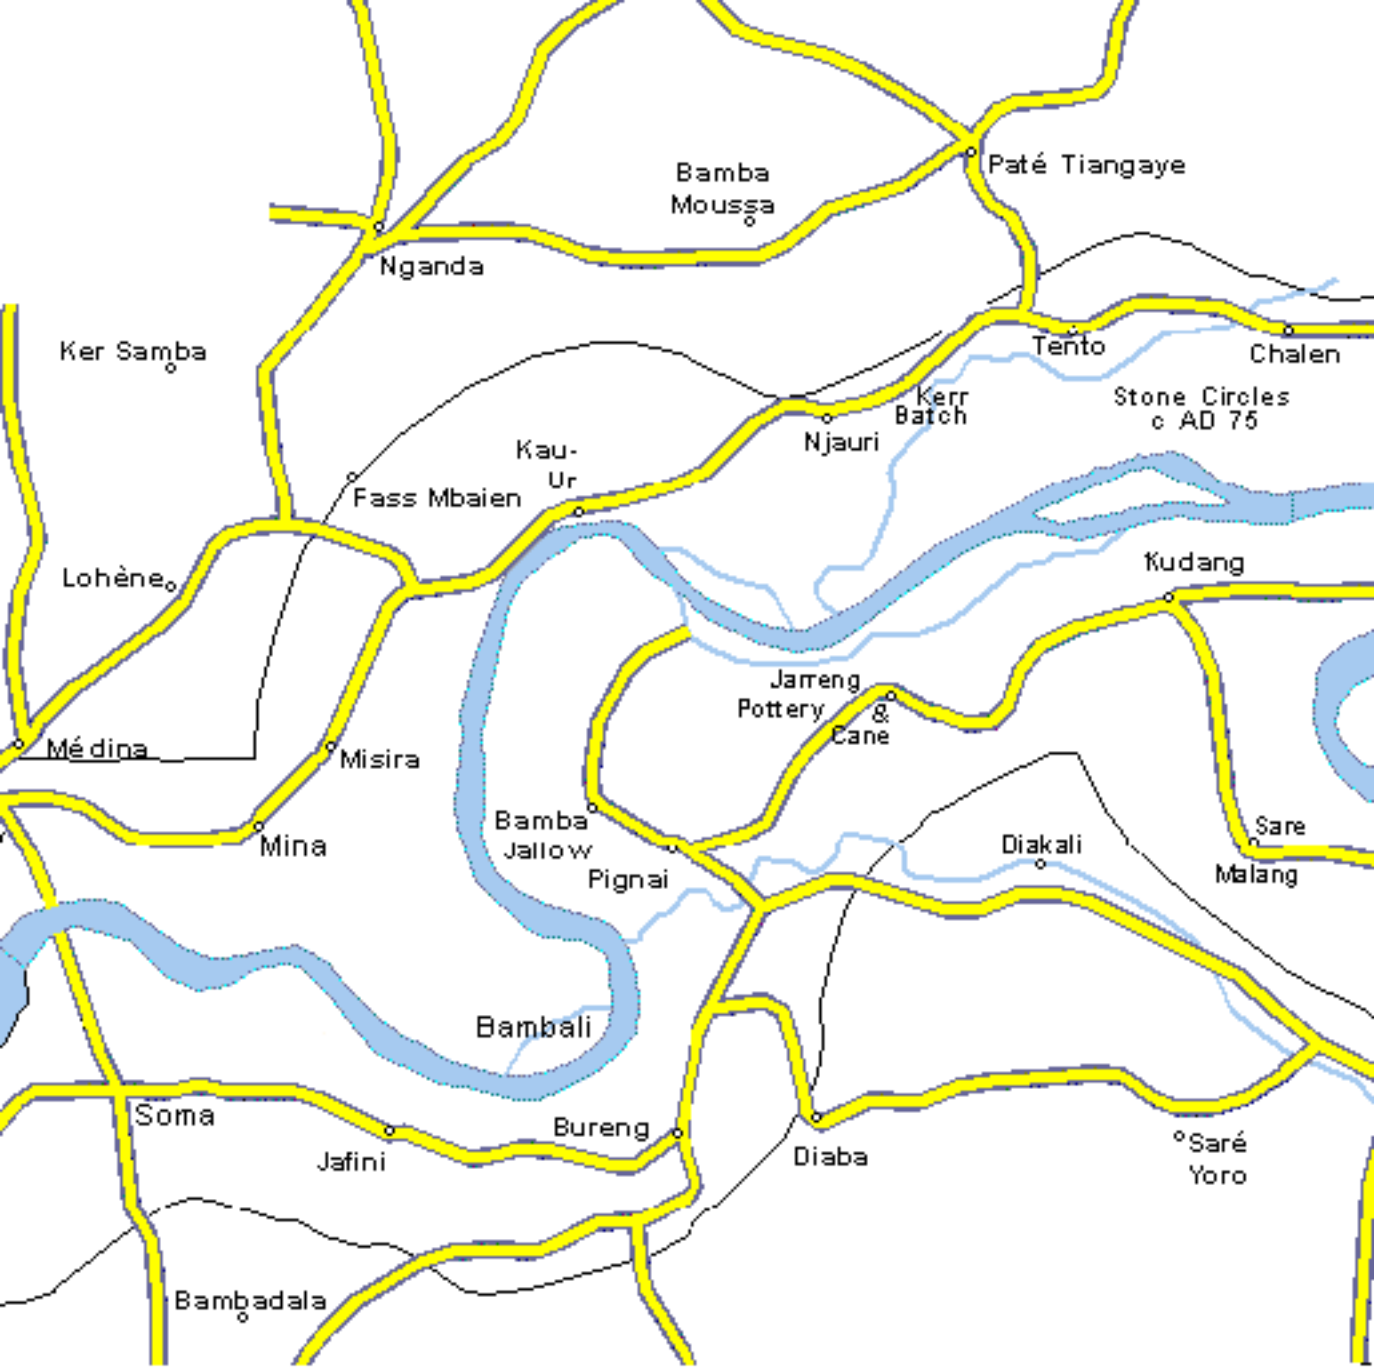 Bamba
Moussa
Paté Tiangaye
Nganda
Ker Samba
Tento
Chalen
Kerr
Batch
Stone Circles
c AD 75
Njauri
Kau-
Ur
Fass Mbaien
Lohène
Kudang
Jarreng
Pottery
&
Cane
Médina
Misira
Mina
Bamba
Jallow
Pignai
Diakali
Sare
Malang
Bambali
Soma
Bureng
Jafini
Diaba
Saré
Yoro
Bambadala